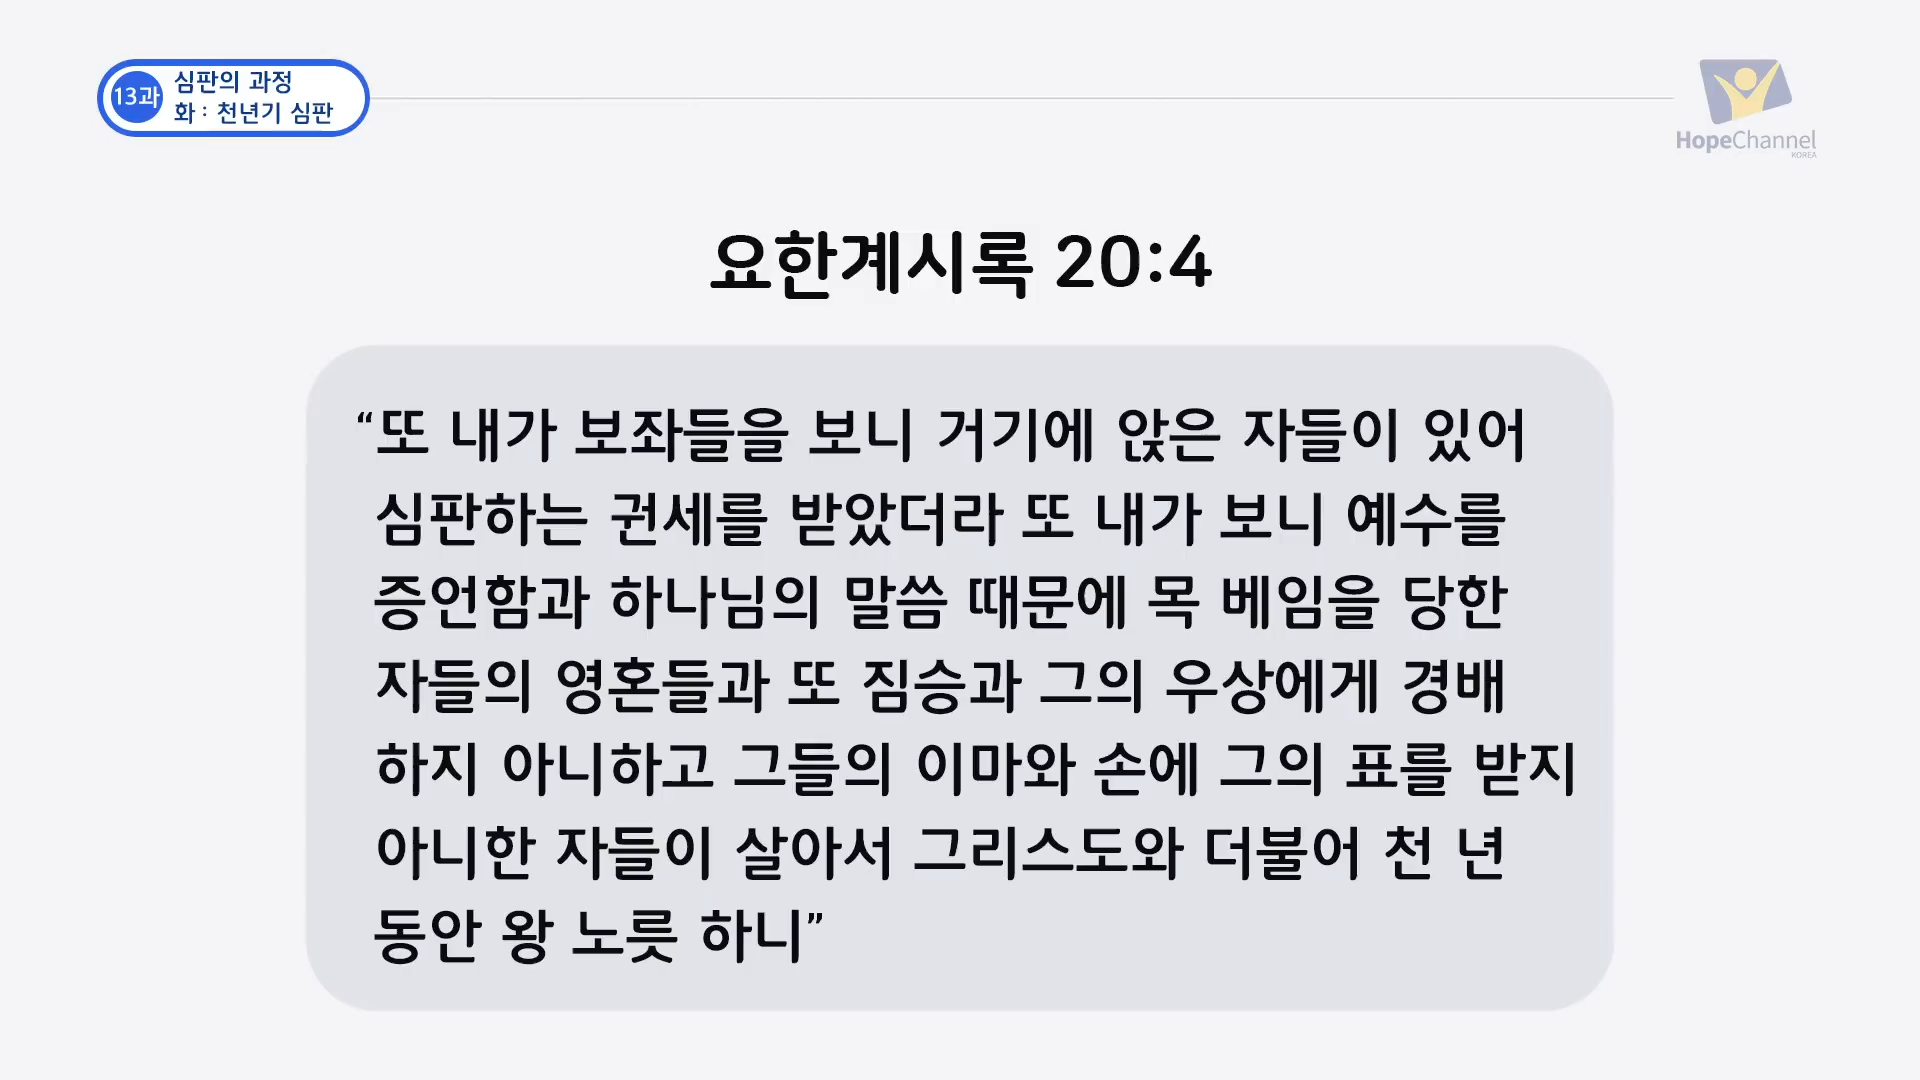 13과
심판의 과정
화 : 천년기 심판
HopeChannel
KOREA
요한계시록 20:4
“또 내가 보좌들을 보니 거기에 앉은 자들이 있어
심판하는 권세를 받았더라 또 내가 보니 예수를
증언함과 하나님의 말씀 때문에 목 베임을 당한
자들의 영혼들과 또 짐승과 그의 우상에게 경배
하지 아니하고 그들의 이마와 손에 그의 표를 받지
아니한 자들이 살아서 그리스도와 더불어 천 년
동안 왕 노릇 하니”